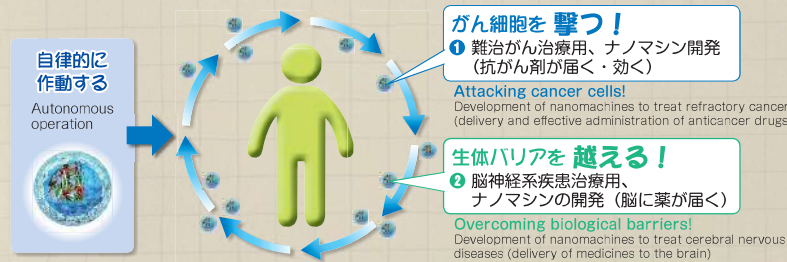 自律的に
作動する
Autonomous
operation
がん細胞を 撃つ！
❶ 難治がん治療用、ナノマシン開発
（抗がん剤が届く・効く）
Attacking cancer cells!
Development of nanomachines to treat refractory cancer
(delivery and effective administration of anticancer drugs
生体バリアを 越える！
❷ 脳神経系疾患治療用、
ナノマシンの開発（脳に薬が届く）
Overcoming biological barriers!
Development of nanomachines to treat cerebral nervous
diseases (delivery of medicines to the brain)